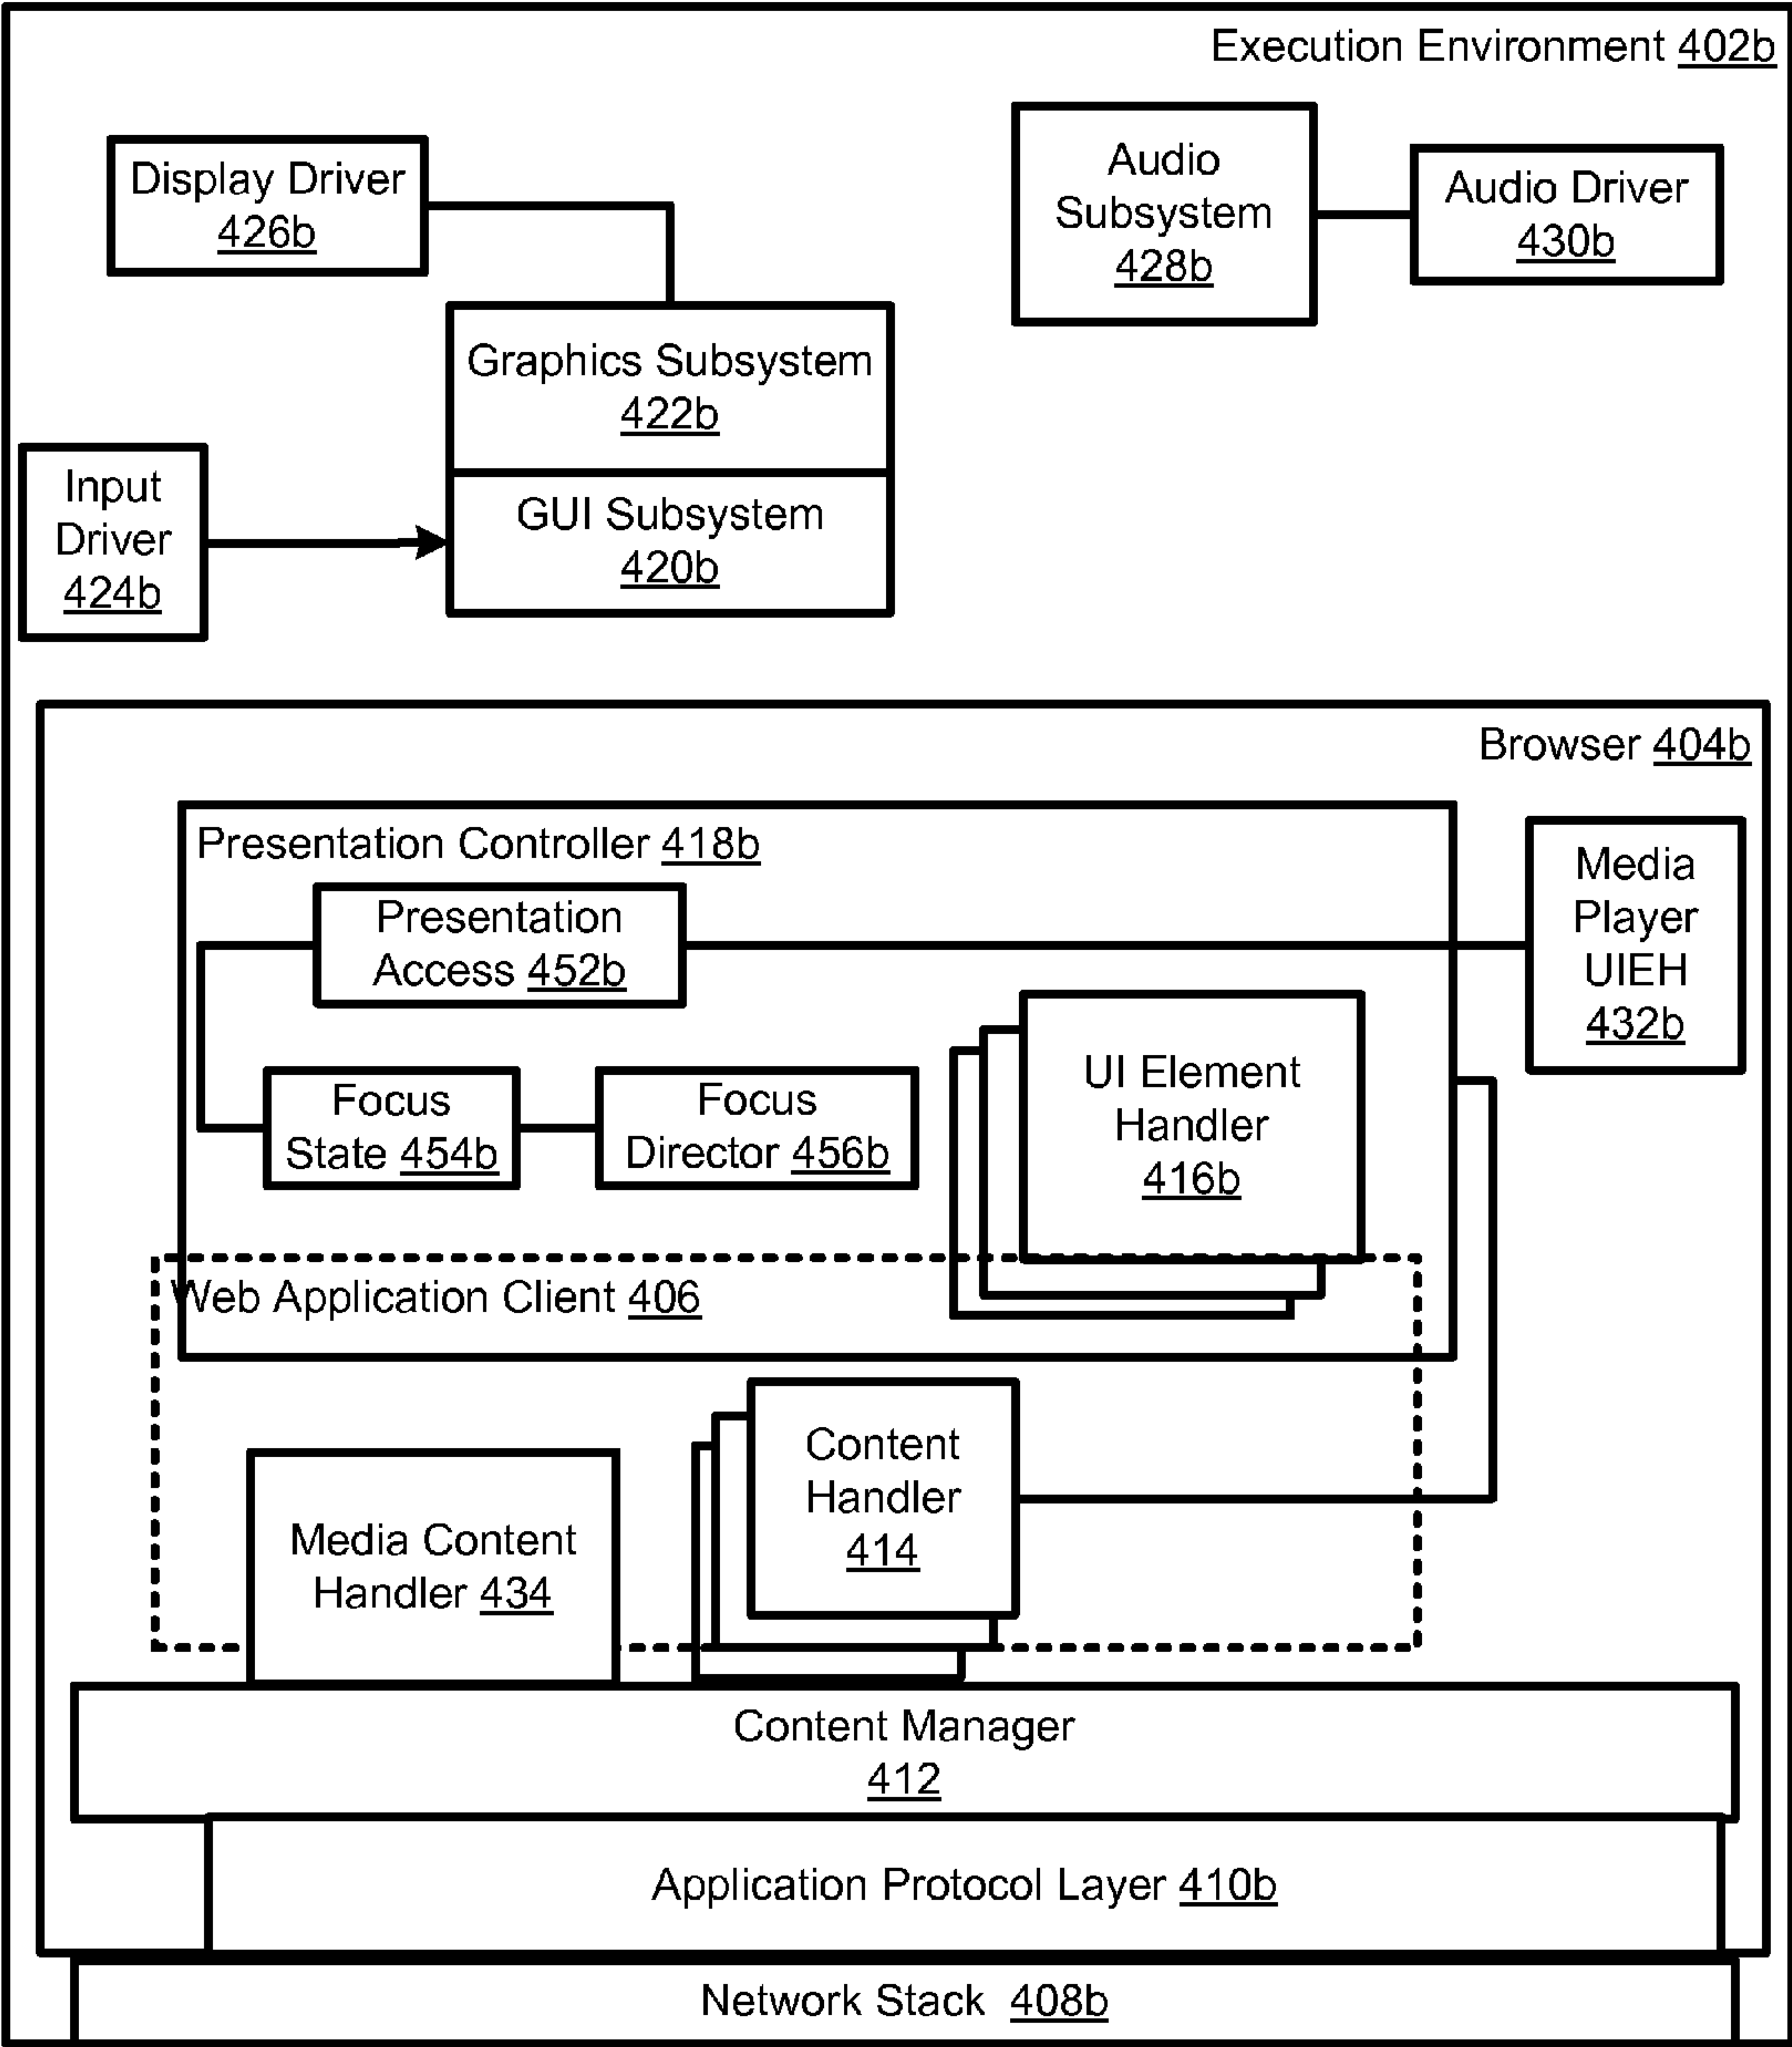 Execution Environment 402b
Display Driver
426b
Audio
Subsystem
428b
Audio Driver
430b
Graphics Subsystem
422b
Input
Driver
424b
GUI Subsystem
420b
Browser 404b
Presentation Controller 418b
Presentation
Access 452b
Media
Player
UIEH
432b
Focus
State 454b
Focus
Director 456b
UI Element
Handler
416b
Web Application Client 406
Content
Handler
414
Media Content
Handler 434
Content Manager
412
Application Protocol Layer 410b
Network Stack 408b